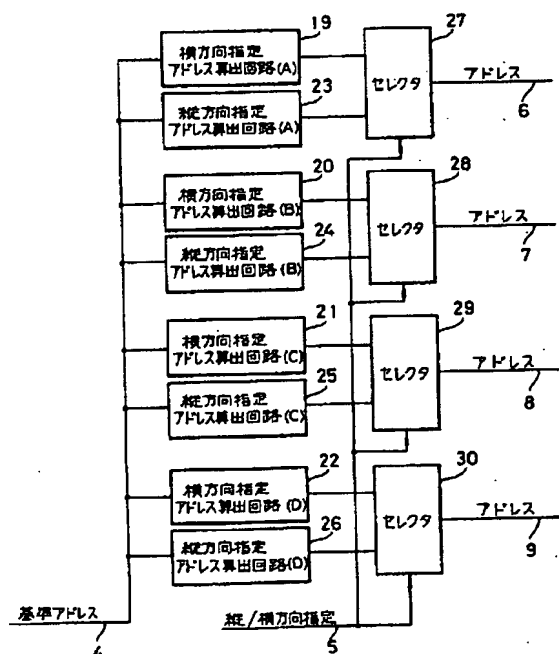 19
横方向指定
アドレス算出回路(A)
23
縦方向指定
アドレス算出回路(A)
27
セレクタ
アドレス
6
20
横方向指定
アドレス算出回路(B)
24
縦方向指定
アドレス算出回路(B)
28
セレクタ
アドレス
7
21
横方向指定
アドレス算出回路(C)
25
縦方向指定
アドレス算出回路(C)
29
セレクタ
アドレス
8
22
横方向指定
アドレス算出回路(D)
26
縦方向指定
アドレス算出回路(D)
30
セレクタ
アドレス
9
基準アドレス
縦/横方向指定
5